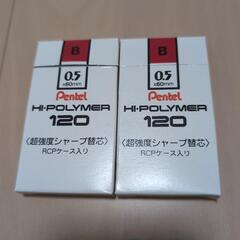 B
0.5
x60mm
Pentel
HI-POLYMER
120
〈超強度シャープ替芯〉
RCPケース入り
B
0.5
x60mm
Pentel
HI-POLYMER
120
〈超強度シャープ替芯〉
RCPケース入り